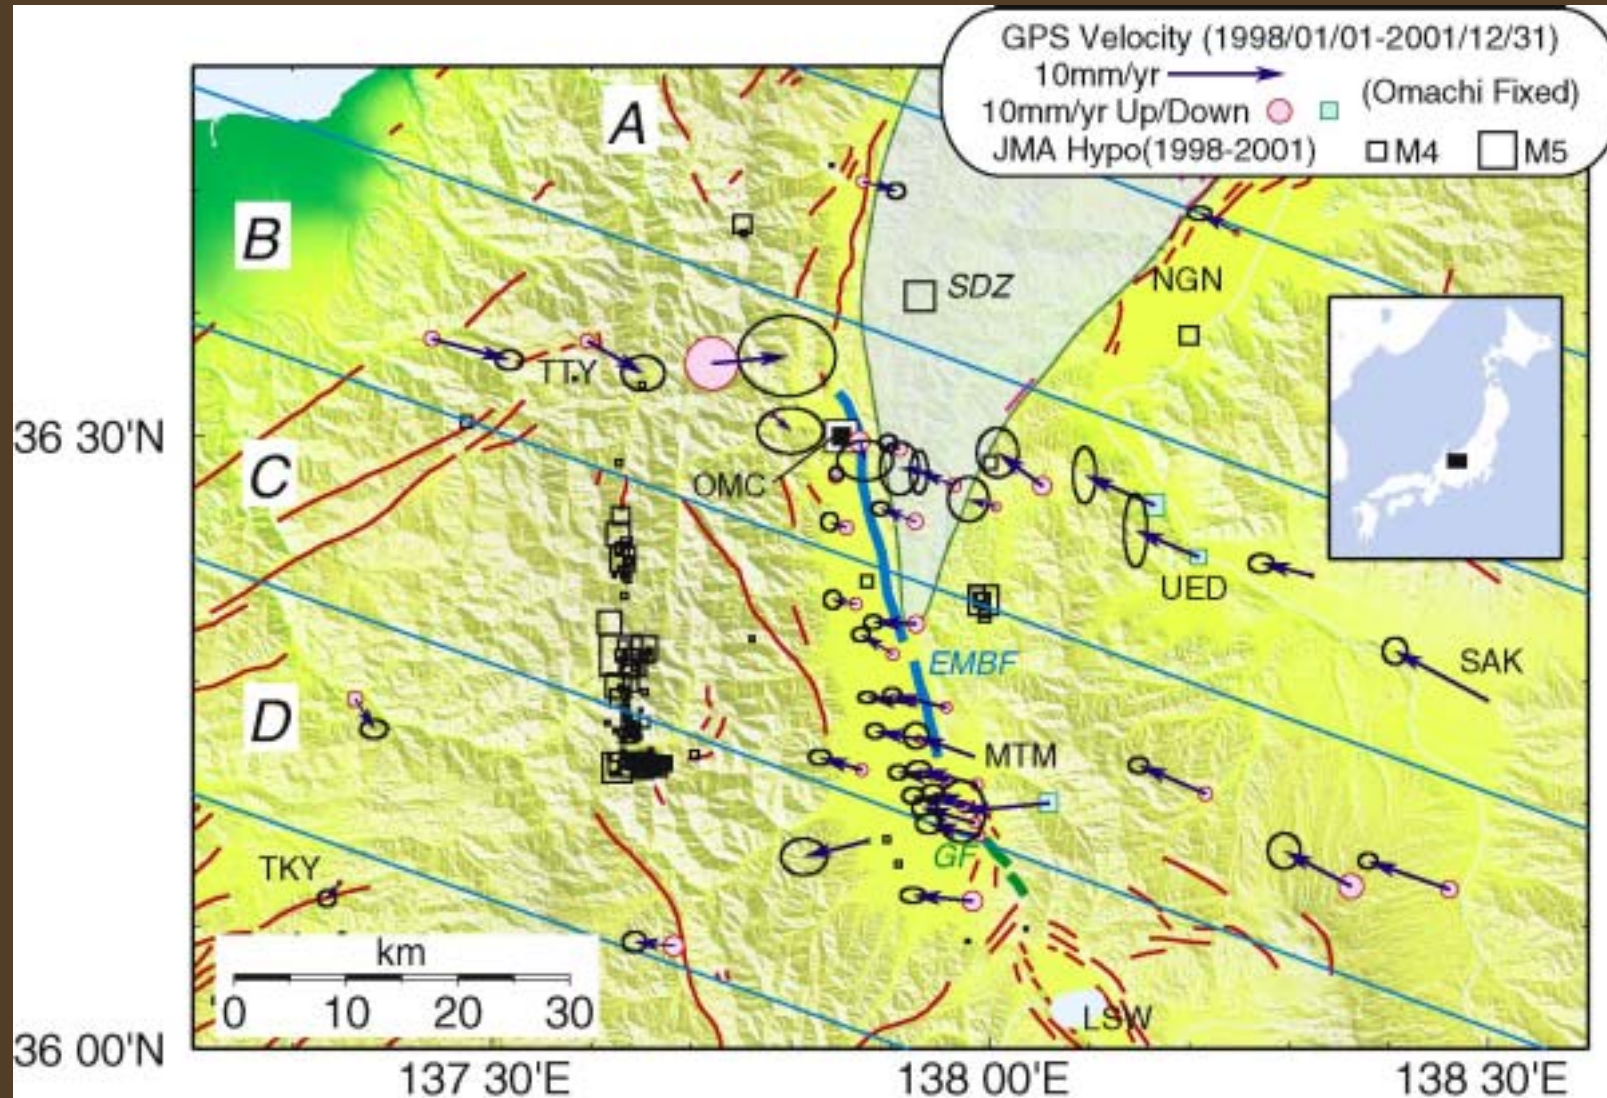 GPS Velocity (1998/01/01-2001/12/31)
10mm/yr
10mm/yr Up/Down
(Omachi Fixed)
JMA Hypo(1998-2001)
M4
M5
A
B
SDZ
NGN
TTY
36 30'N
C
OMC
UED
EMBF
SAK
D
MTM
GF
TKY
km
0 10 20 30
LSW
36 00'N
137 30'E
138 00'E
138 30'E